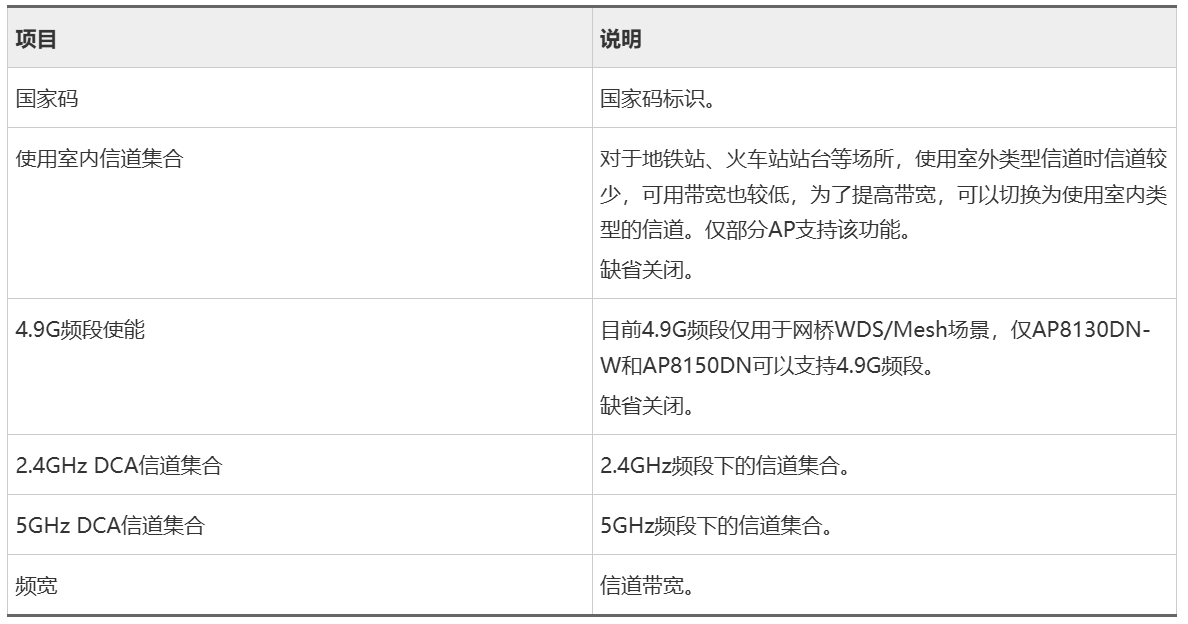 项目
说明
国家码
国家码标识。
使用室内信道集合
对于地铁站、火车站站台等场所，使用室外类型信道时信道较
少，可用带宽也较低，为了提高带宽，可以切换为使用室内类
型的信道。仅部分AP支持该功能。
缺省关闭。
4.9G频段使能
目前4.9G频段仅用于网桥WDS/Mesh场景，仅AP8130DN-
W和AP8150DN可以支持4.9G频段。
缺省关闭。
2.4GHz DCA信道集合
2.4GHz频段下的信道集合。
5GHz DCA信道集合
5GHz频段下的信道集合。
频宽
信道带宽。